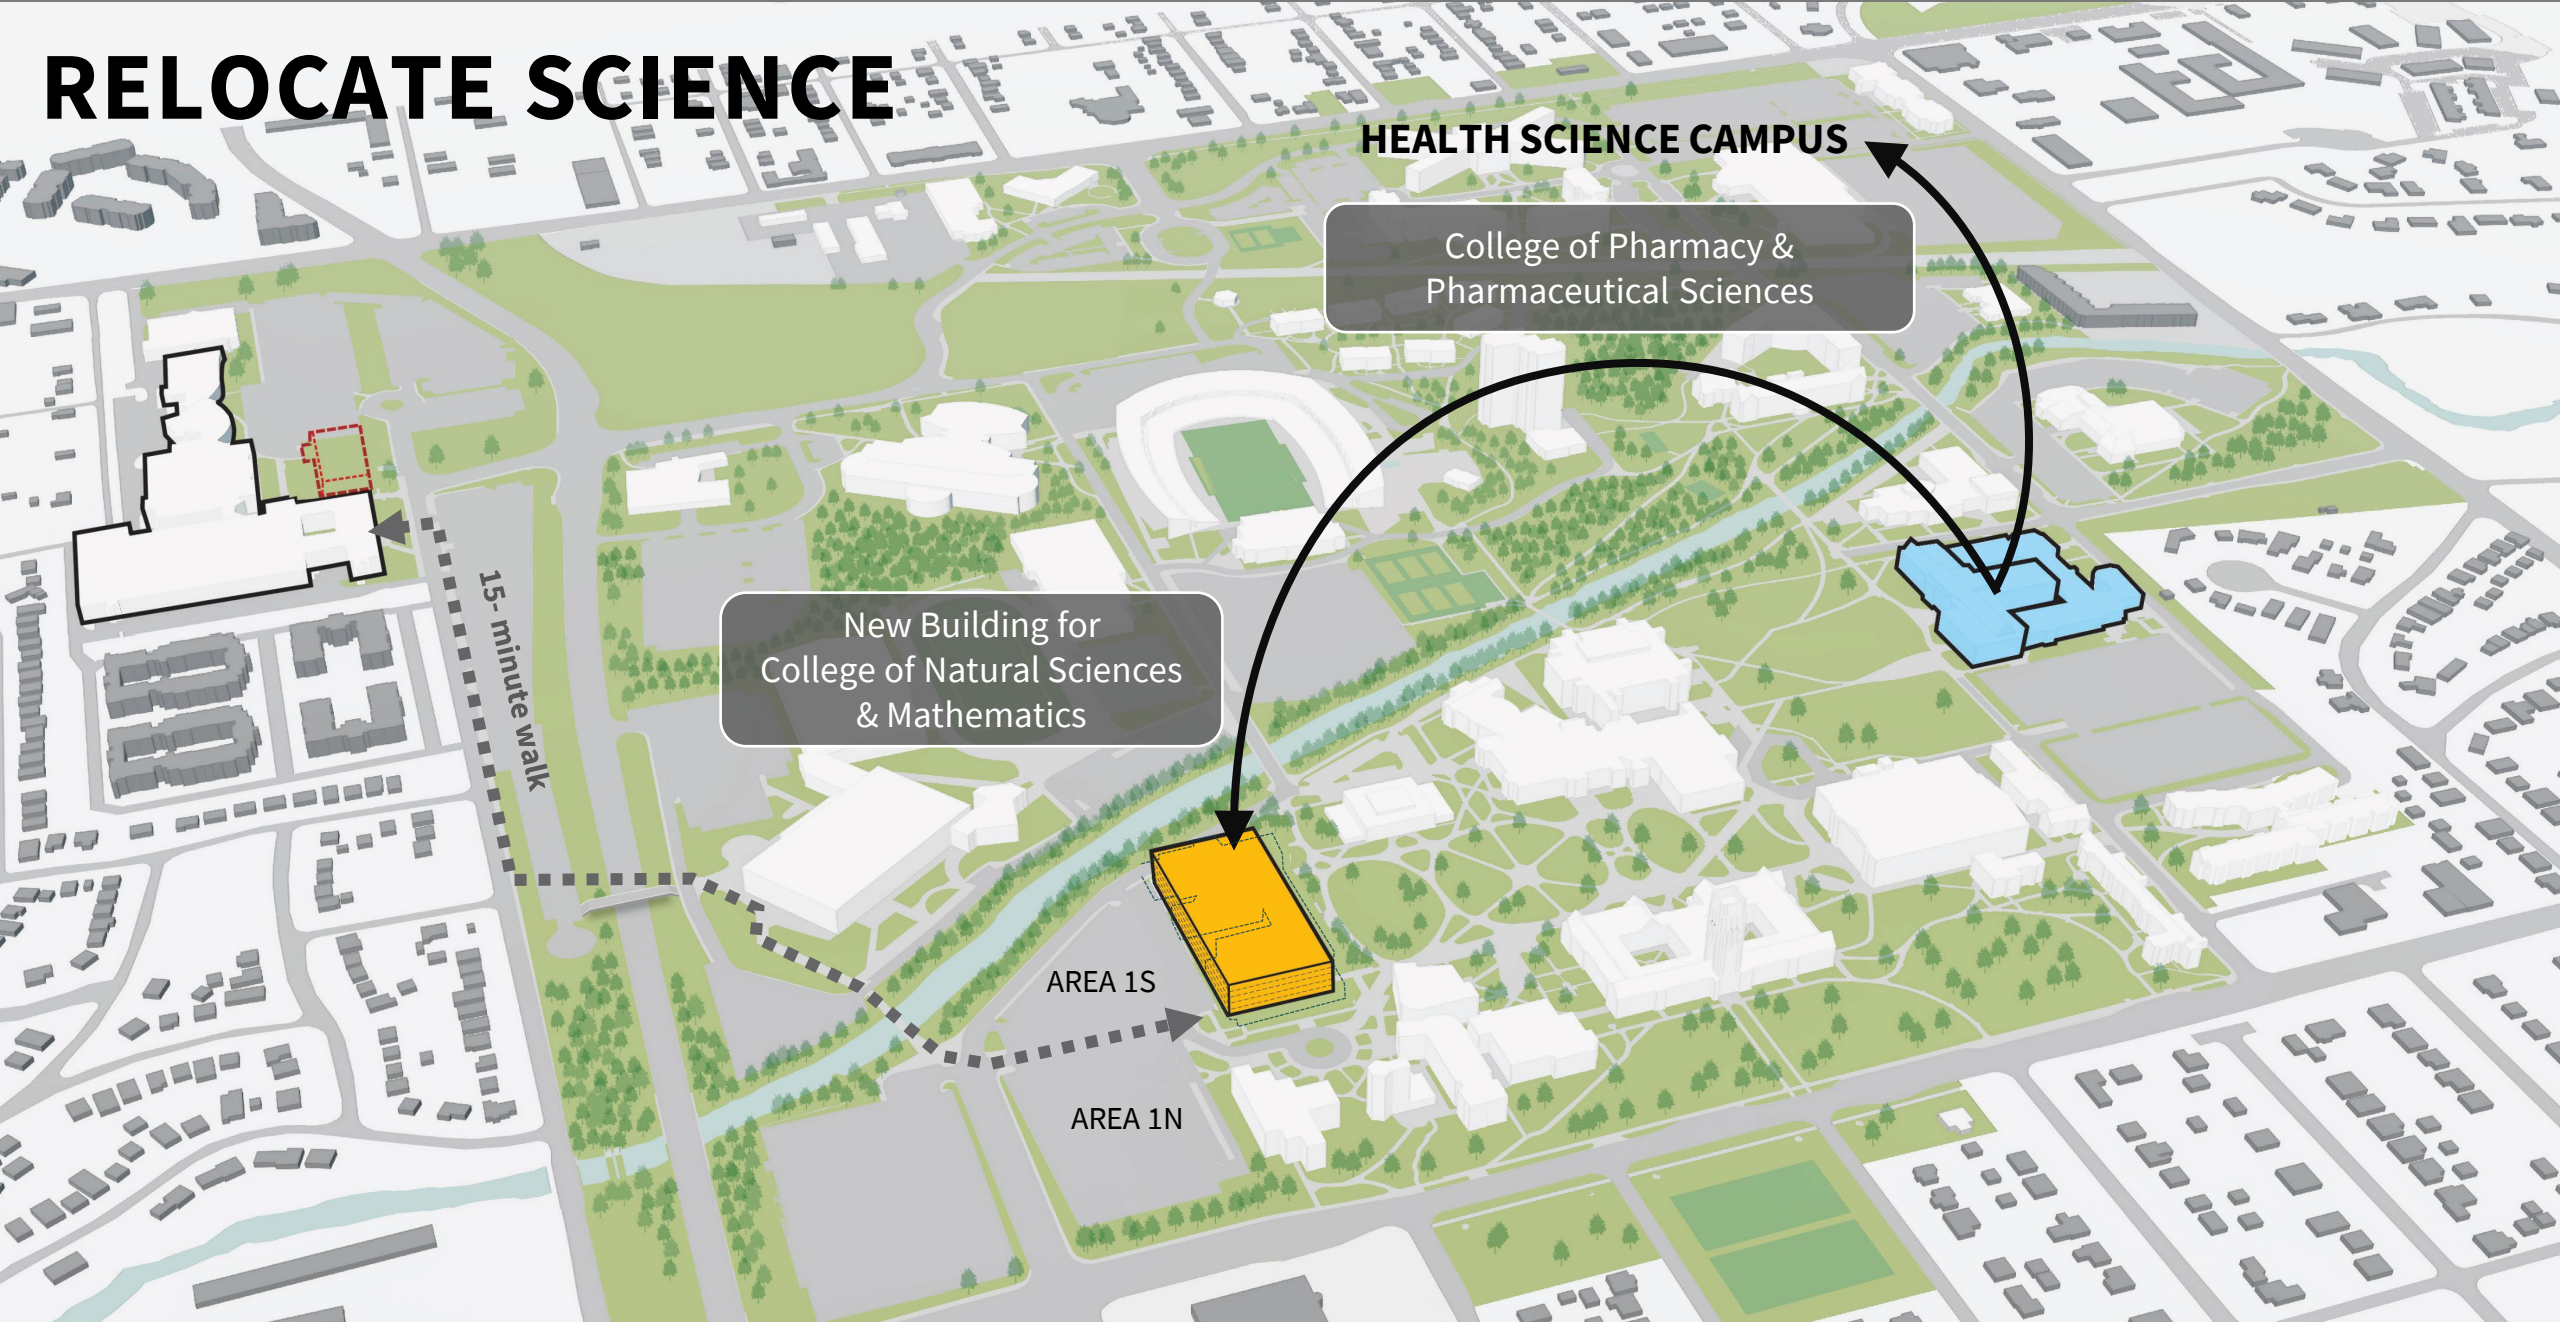 RELOCATE SCIENCE
HEALTH SCIENCE CAMPUS
College of Pharmacy &
Pharmaceutical Sciences
15- minute walk
New Building for
College of Natural Sciences
& Mathematics
AREA 1S
AREA 1N